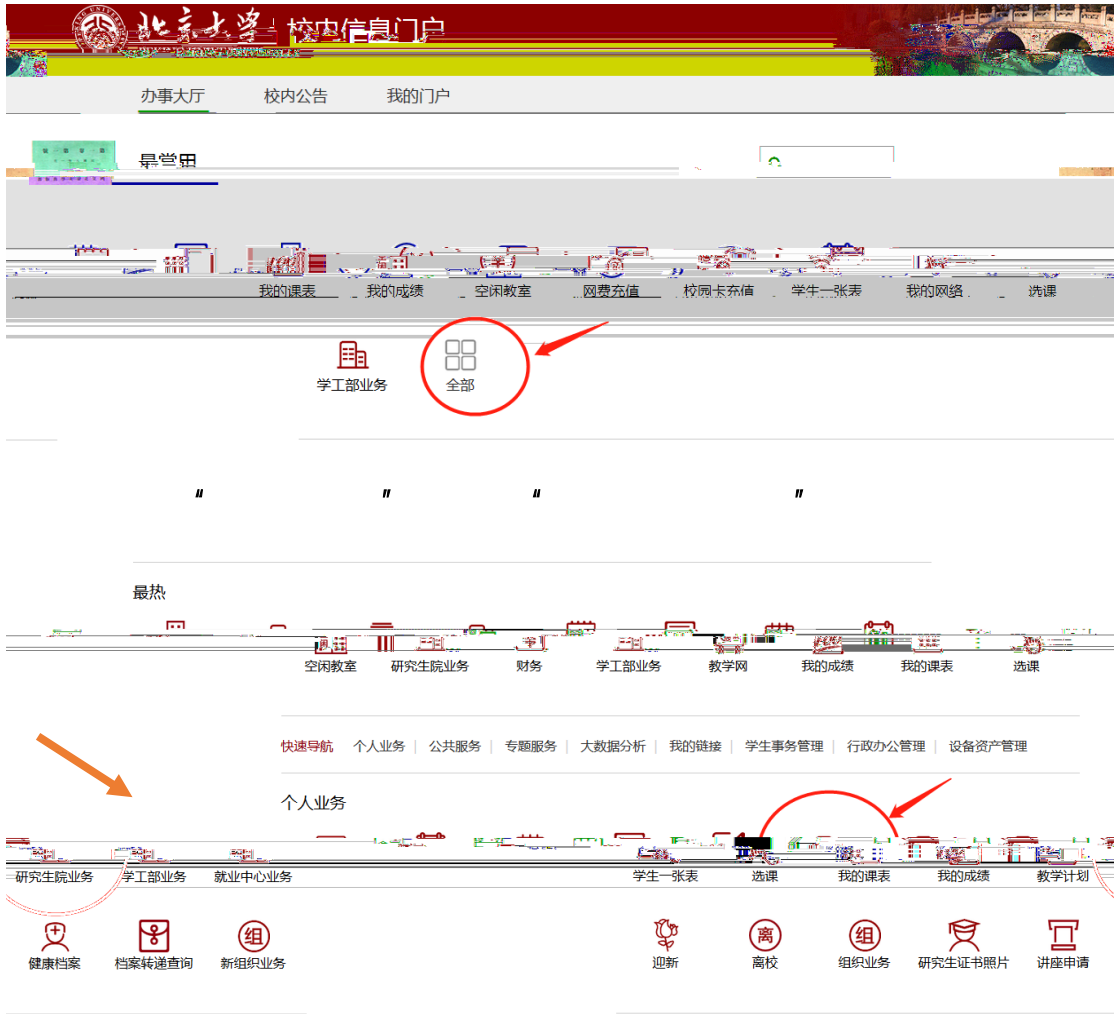 北京大学 校内信息门户
办事大厅 校内公告 我的门户
最常用
我的课表 我的成绩 空闲教室 网费充值 校园卡充值 学生一张表 我的网络 选课
学工部业务 全部
“ ” “ ”
最热
空闲教室 研究生院业务 财务 学工部业务 教学网 我的成绩 我的课表 选课
快速导航 个人业务 | 公共服务 | 专题服务 | 大数据分析 | 我的链接 | 学生事务管理 | 行政办公管理 | 设备资产管理
个人业务
研究生院业务 学工部业务 就业中心业务 学生一张表 选课 我的课表 我的成绩 教学计划
组 离 组
健康档案 档案转递查询 新组织业务 迎新 离校 组织业务 研究生证书照片 讲座申请